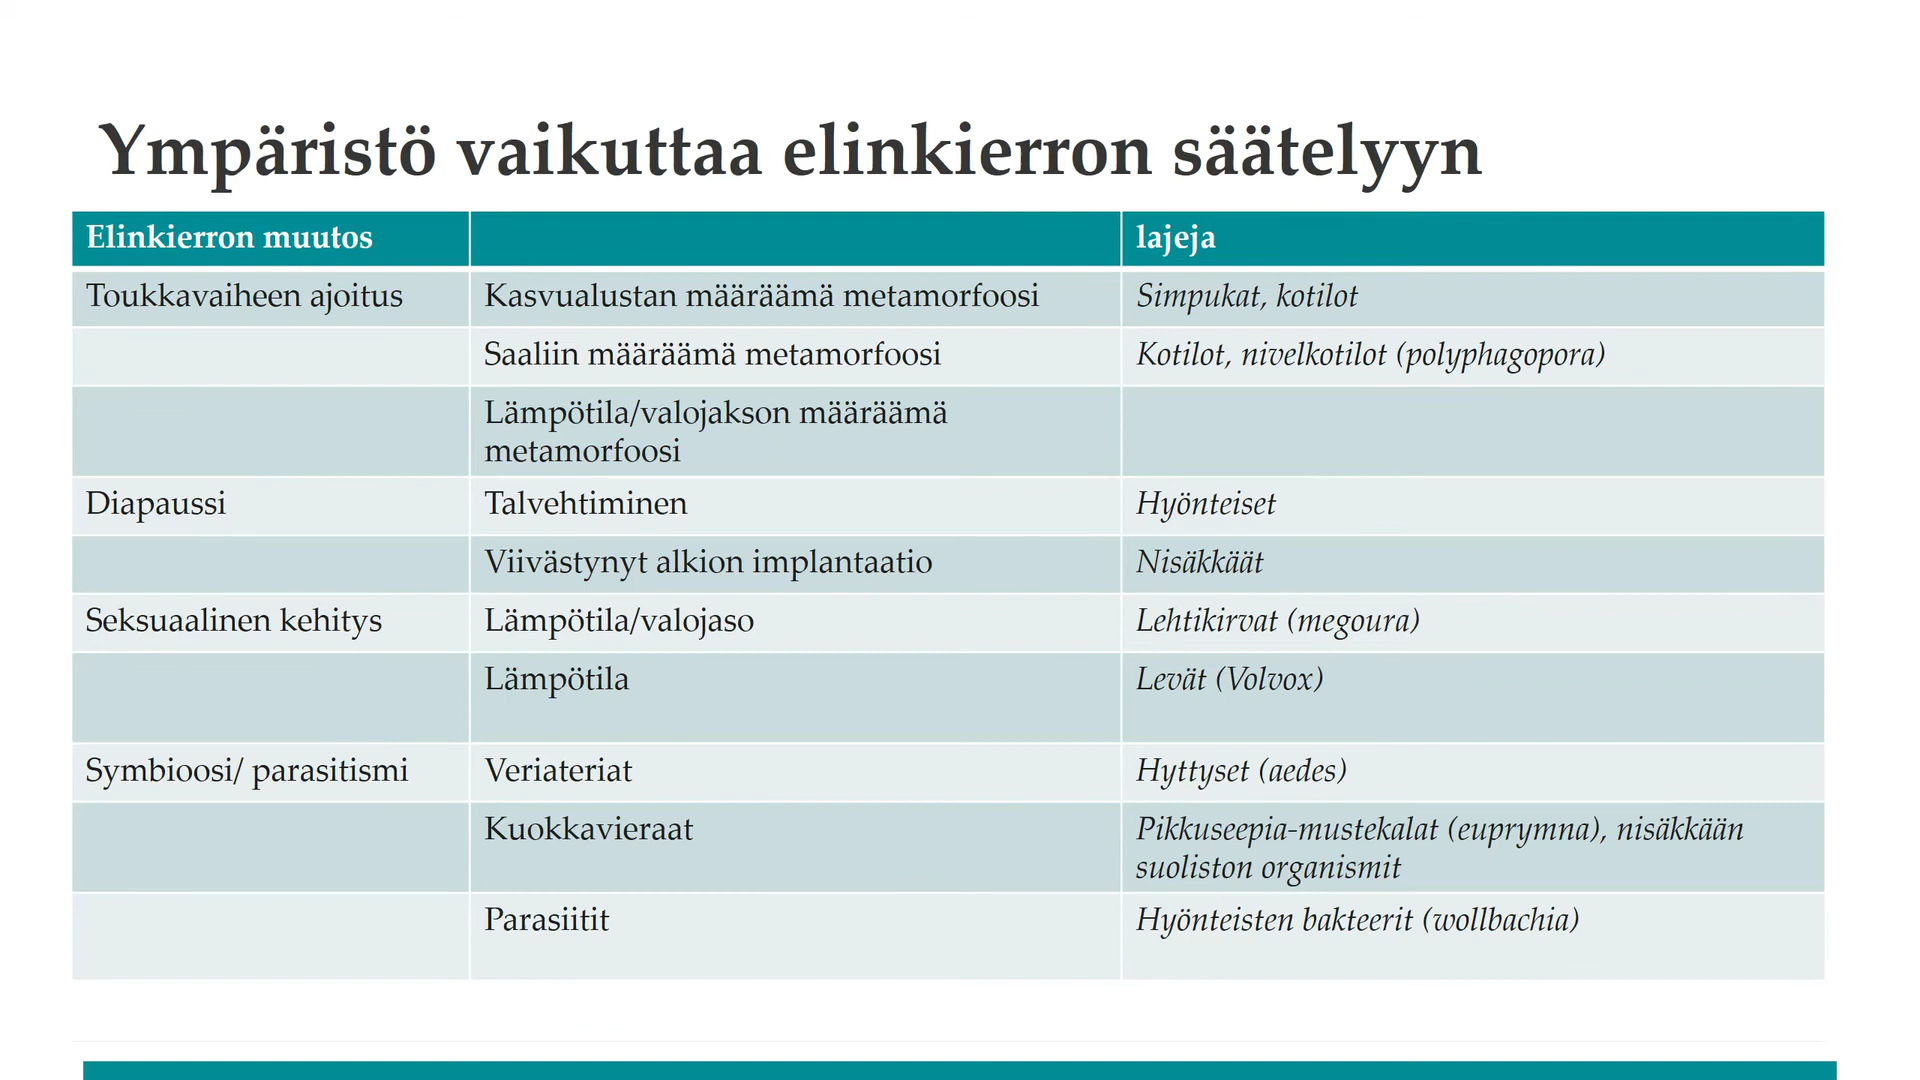 Ympäristö vaikuttaa elinkierron säätelyyn
Elinkierron muutos lajeja
Toukkavaiheen ajoitus Kasvualustan määräämä metamorfoosi Simpukat, kotilot
Saaliin määräämä metamorfoosi Kotilot, nivelkotilot (polyphagopora)
Lämpötila/valojakson määräämä
metamorfoosi
Diapaussi Talvehtiminen Hyönteiset
Viivästynyt alkion implantaatio Nisäkkäät
Seksuaalinen kehitys Lämpötila/valojaso Lehtikirvat (megoura)
Lämpötila Levät (Volvox)
Symbioosi/ parasitismi Veriateriat Hyttyset (aedes)
Kuokkavieraat Pikkuseepia-mustekalat (euprymna), nisäkkään
suoliston organismit
Parasiitit Hyönteisten bakteerit (wollbachia)